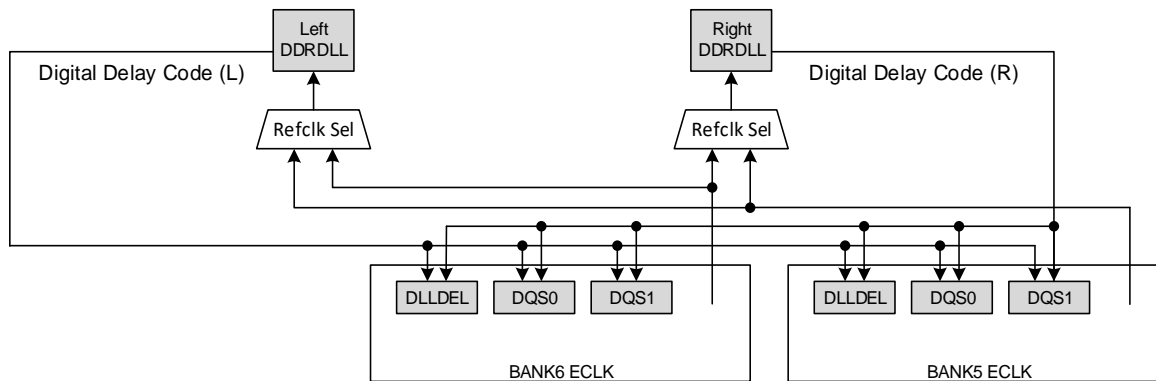 Left
DDRDLL
Right
DDRDLL
Digital Delay Code (L)
Digital Delay Code (R)
Refclk Sel
Refclk Sel
DLLDEL
DQS0
DQS1
DLLDEL
DQS0
DQS1
BANK6 ECLK
BANK5 ECLK